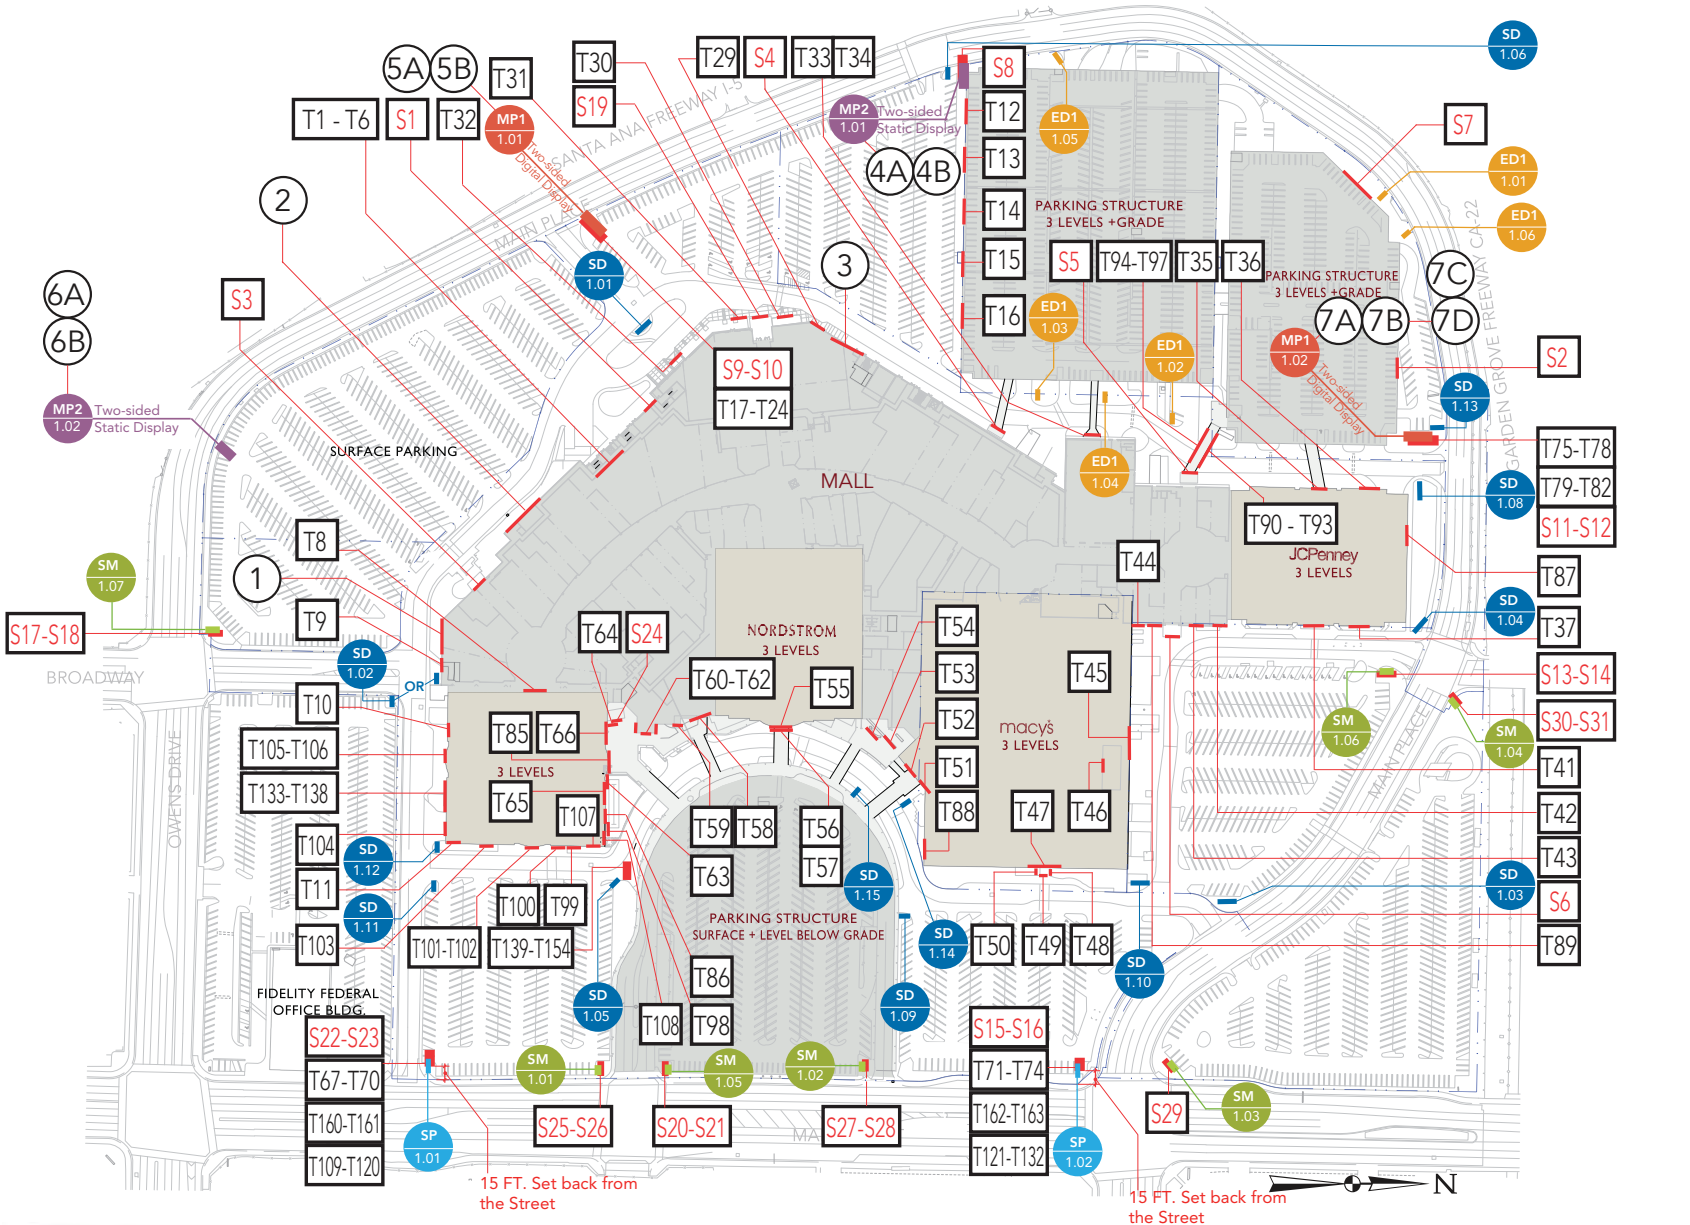 SD
1.06
5A
5B
T31
T30
S19
T29
S4
T33
T34
S8
T1 - T6
S1
T32
MP1
1.01
Two-sided
Digital Display
SANTA ANA FREEWAY I-5
MP2
1.01
Two-sided
Static Display
4A
4B
T12
T13
T14
T15
T16
ED1
1.05
S7
ED1
1.01
ED1
1.06
2
MAIN PLACE
PARKING STRUCTURE
3 LEVELS +GRADE
S5
T94-T97
T35
T36
PARKING STRUCTURE
3 LEVELS +GRADE
7C
7A
7B
7D
GARDEN GROVE FREEWAY CA-22
3
SD
1.01
6A
6B
S3
ED1
1.03
ED1
1.02
MP1
1.02
Two-sided
Digital Display
S2
S9-S10
T17-T24
MP2
1.02
Two-sided
Static Display
SD
1.13
SURFACE PARKING
MALL
ED1
1.04
T75-T78
T79-T82
S11-S12
SD
1.08
T90 - T93
JCPenney
3 LEVELS
T8
1
T9
SM
1.07
S17-S18
BROADWAY
T44
T87
SD
1.04
T37
T64
S24
NORDSTROM
3 LEVELS
T54
T53
T52
T51
T88
T45
macy's
3 LEVELS
T46
T47
SD
1.02
OR
T60-T62
T55
S13-S14
S30-S31
SM
1.06
SM
1.04
T10
T105-T106
T133-T138
T104
T11
T103
OWENS DRIVE
T85
T66
3 LEVELS
T65
T107
MAIN PLACE
T41
T42
T43
S6
T89
T59
T58
T56
T57
T63
SD
1.12
SD
1.11
SD
1.15
SD
1.03
T100
T99
T101-T102
T139-T154
PARKING STRUCTURE
SURFACE + LEVEL BELOW GRADE
SD
1.14
T50
T49
T48
SD
1.10
T86
T108
T98
SD
1.05
SD
1.09
FIDELITY FEDERAL
OFFICE BLDG.
S22-S23
T67-T70
T160-T161
T109-T120
S15-S16
T71-T74
T162-T163
T121-T132
SM
1.01
SM
1.05
SM
1.02
SM
1.03
S25-S26
S20-S21
S27-S28
S29
SP
1.01
SP
1.02
15 FT. Set back from
the Street
15 FT. Set back from
the Street
N